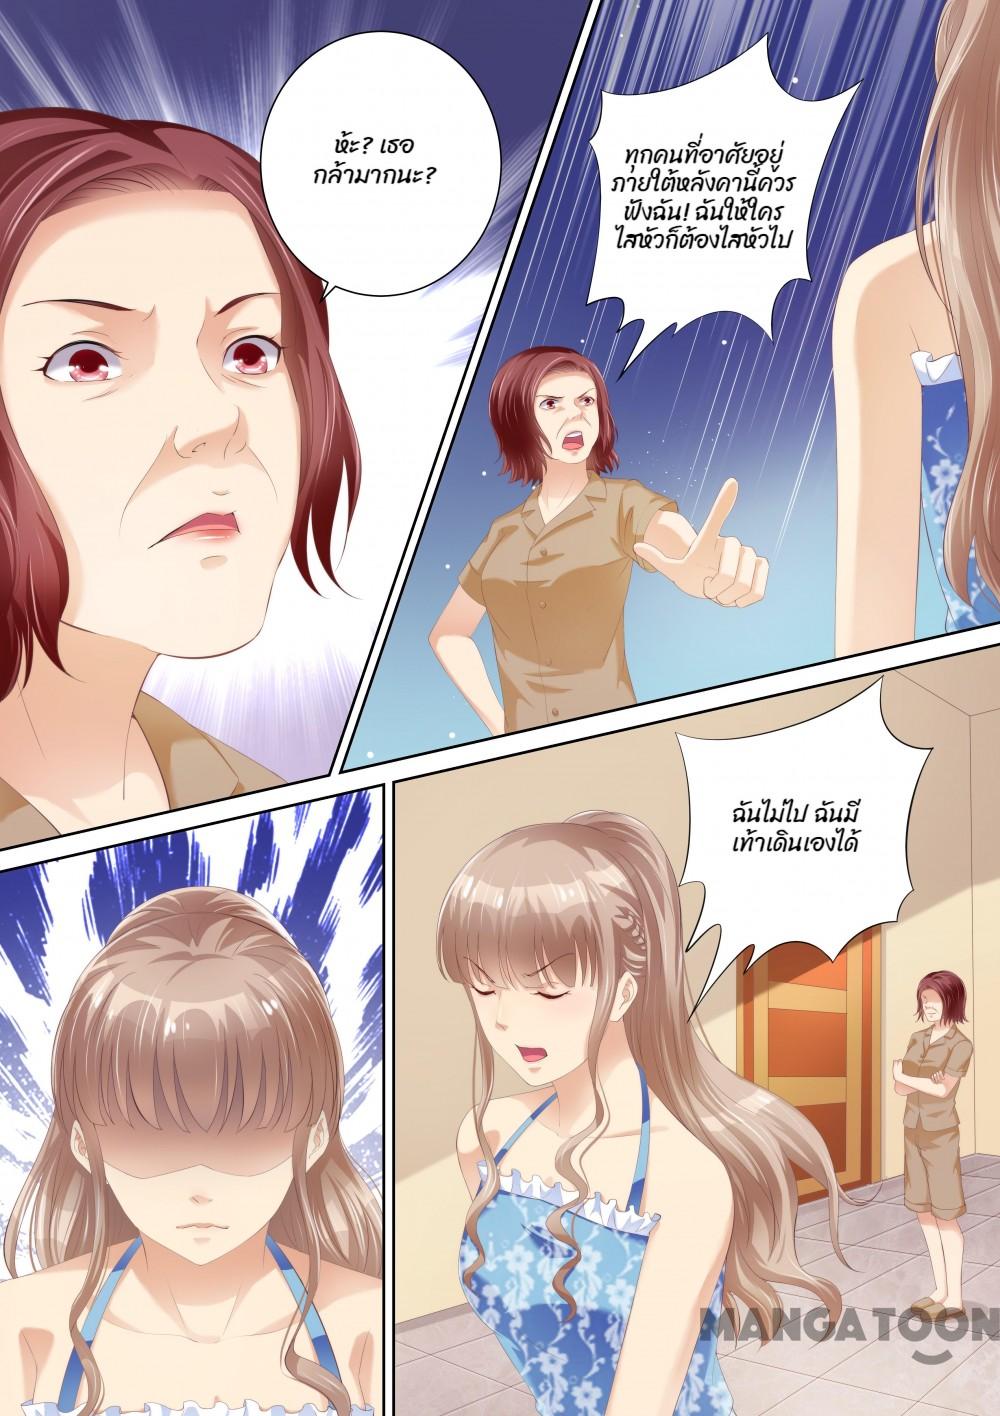 ห้ะ? เธอ
กล้ามากนะ?
ทุกคนที่อาศัยอยู่
ภายใต้หลังคานี้ควร
ฟังฉัน! ฉันให้ใคร
ไสหัวก็ต้องไสหัวไป
ฉันไม่ไป ฉันมี
เท้าเดินเองได้
MANGATOON